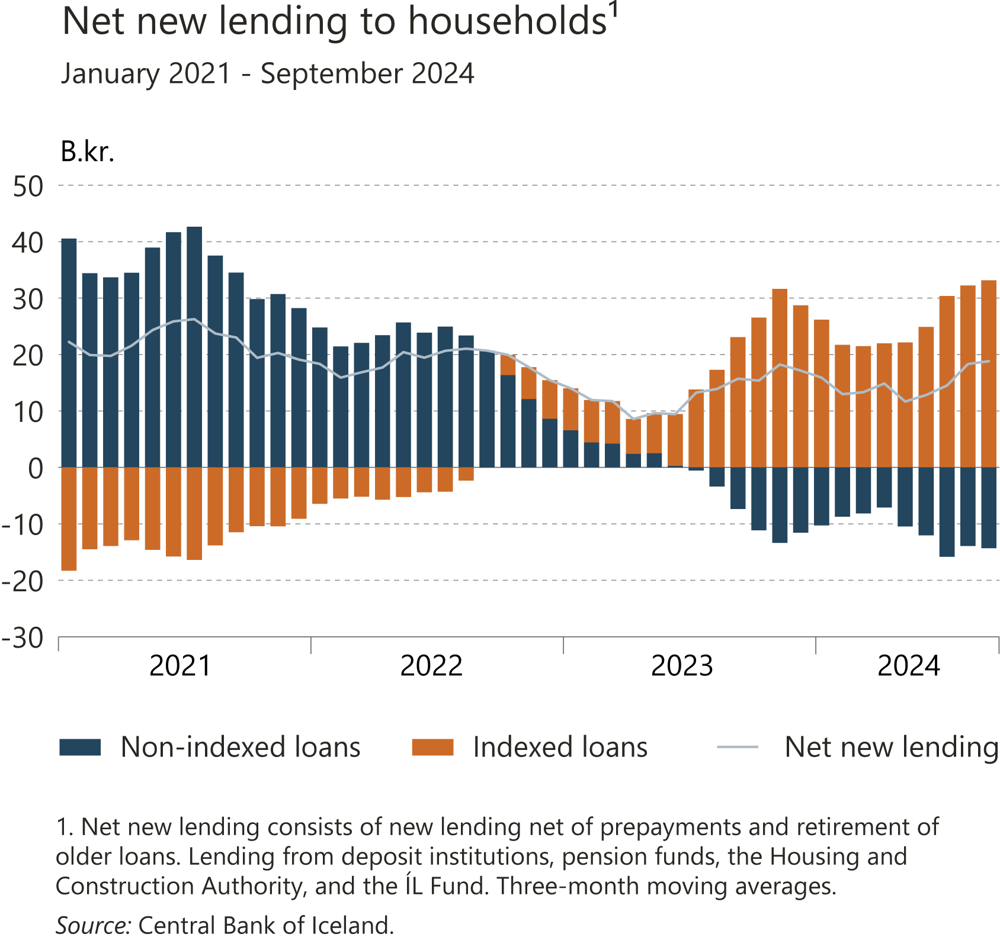 Net new lending to households¹
January 2021 - September 2024
B.kr.
50
40
30
20
10
0
-10
-20
-30
2021 2022 2023 2024
Non-indexed loans Indexed loans Net new lending
1. Net new lending consists of new lending net of prepayments and retirement of
older loans. Lending from deposit institutions, pension funds, the Housing and
Construction Authority, and the ÍL Fund. Three-month moving averages.
Source: Central Bank of Iceland.